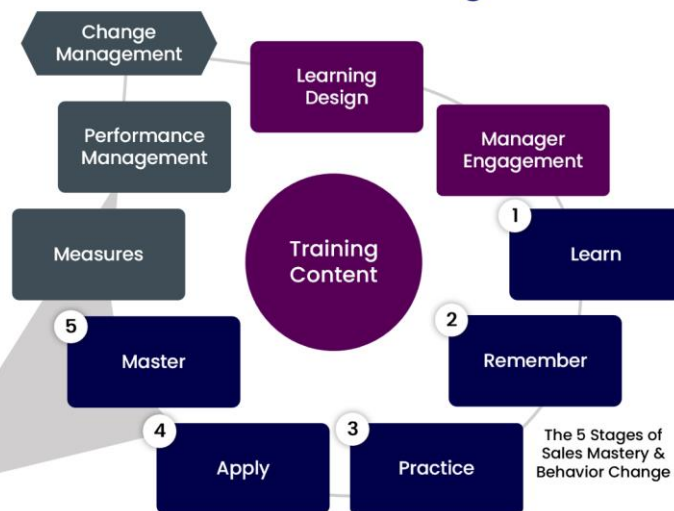 Change
Management
Learning
Design
Performance
Management
Manager
Engagement
Training
Content
1
Learn
Measures
2
Remember
5
Master
4
Apply
3
Practice
The 5 Stages of
Sales Mastery &
Behavior Change